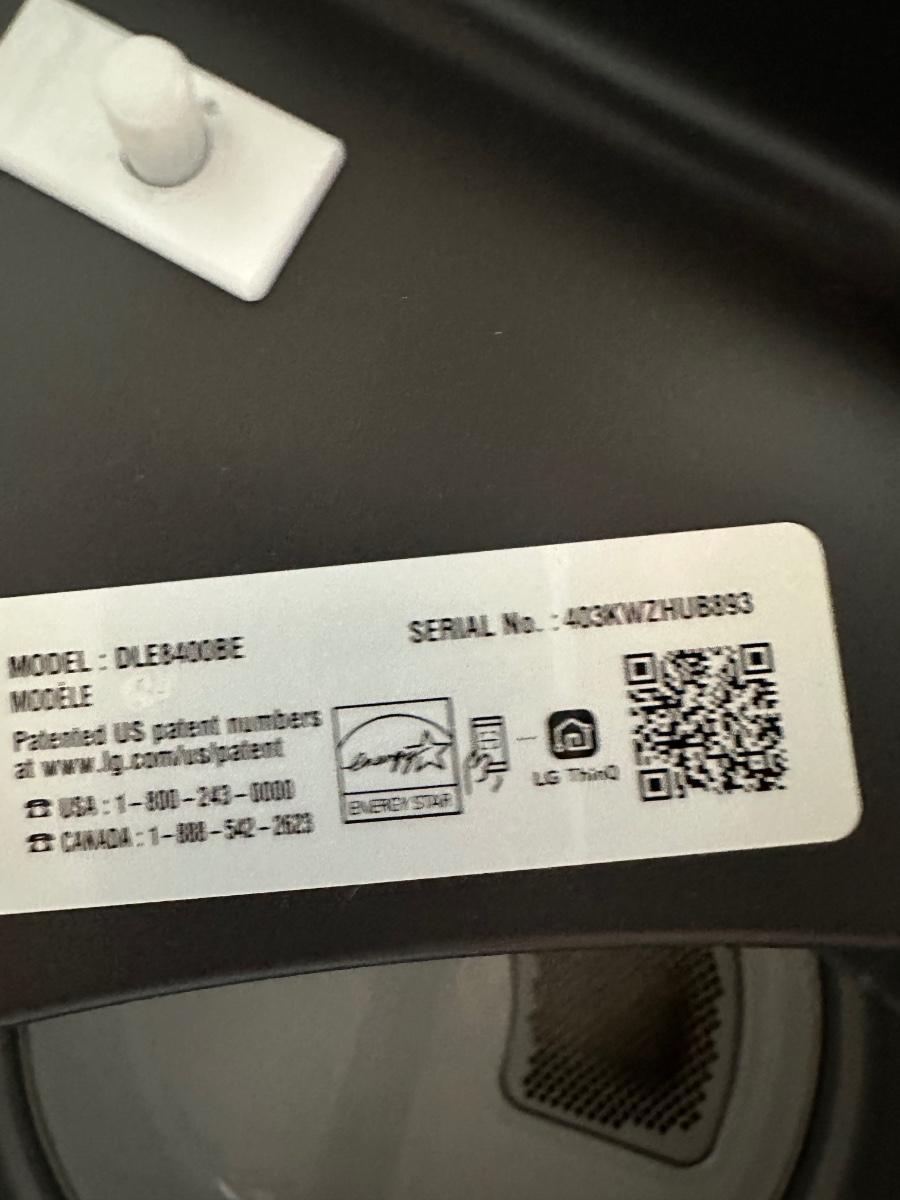 MODEL : DLE8400BE
MODÈLE
SERIAL No. : 403KWZHUB893
Patented US patent numbers
at www.lg.com/us/patent
USA : 1-800-243-0000
CANADA : 1-888-542-2623
energy
ENERGY STAR
LG ThinQ